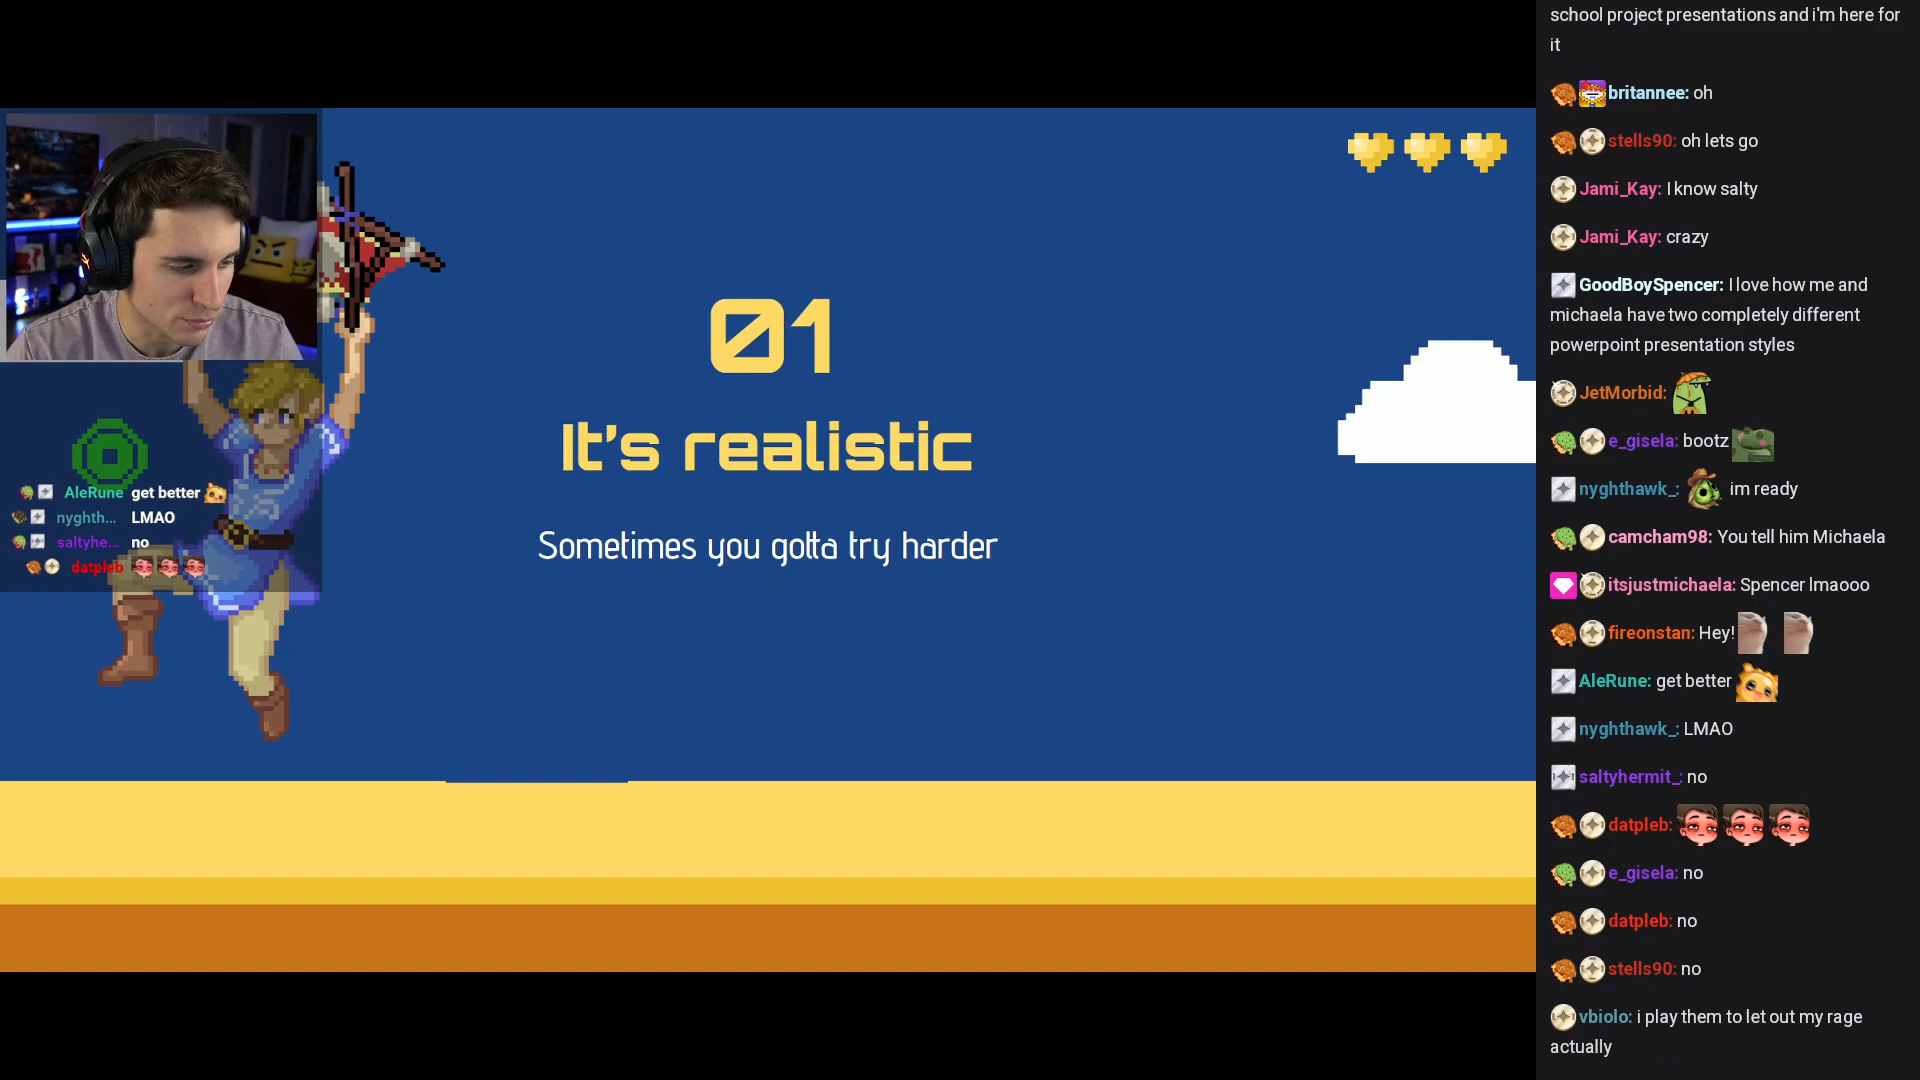 01
It's realistic
Sometimes you gotta try harder
AleRune get better
nyghth... LMAO
saltyhe... no
datpleb
school project presentations and i'm here for
it
britannee: oh
stells90: oh lets go
Jami_Kay: I know salty
Jami_Kay: crazy
GoodBoySpencer: I love how me and
michaela have two completely different
powerpoint presentation styles
JetMorbid:
e_gisela: bootz
nyghthawk_: im ready
camcham98: You tell him Michaela
itsjustmichaela: Spencer lmaooo
fireonstan: Hey!
AleRune: get better
nyghthawk_: LMAO
saltyhermit_: no
datpleb:
e_gisela: no
datpleb: no
stells90: no
vbiolo: i play them to let out my rage
actually